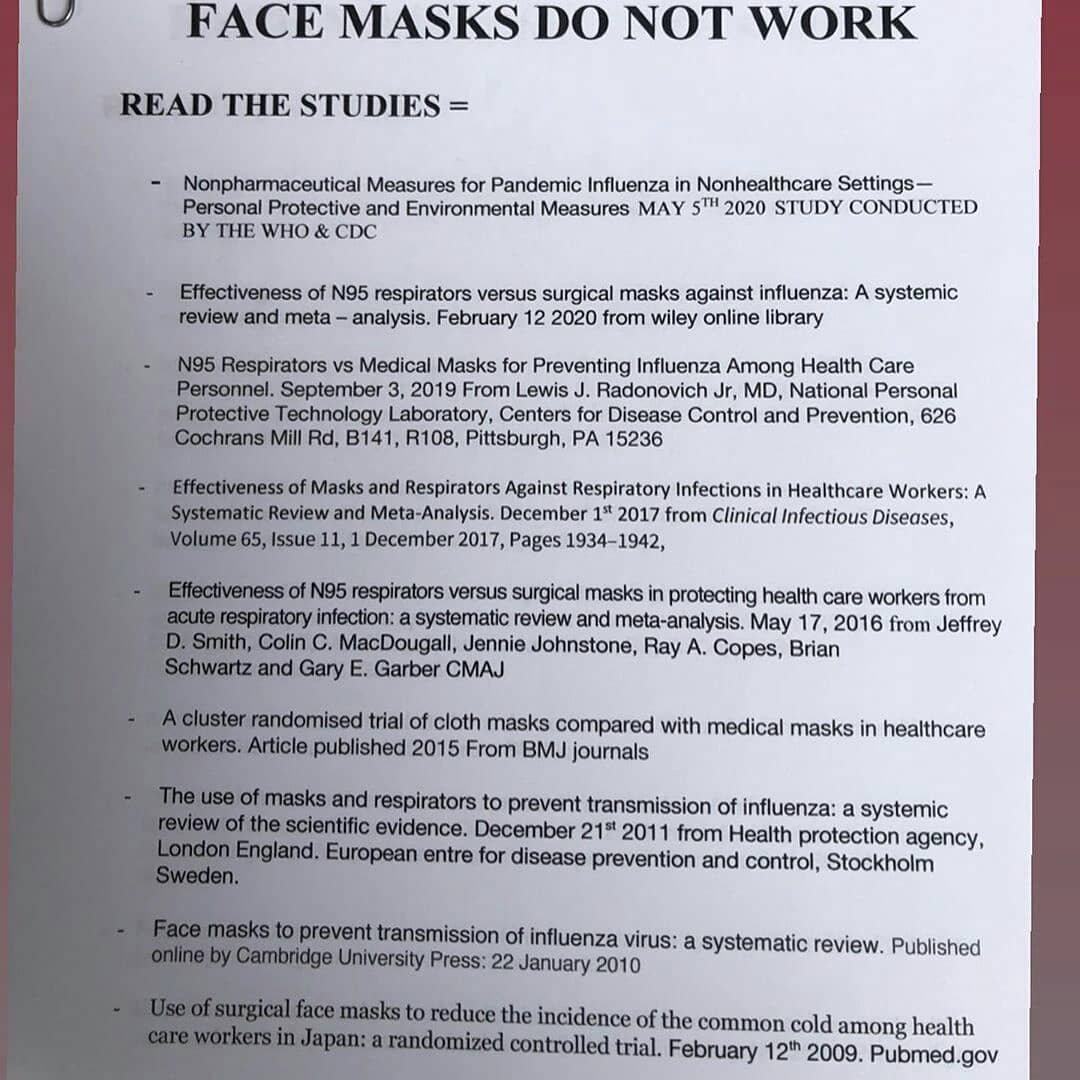 FACE MASKS DO NOT WORK
READ THE STUDIES =
- Nonpharmaceutical Measures for Pandemic Influenza in Nonhealthcare Settings—
Personal Protective and Environmental Measures MAY 5TH 2020 STUDY CONDUCTED
BY THE WHO & CDC
- Effectiveness of N95 respirators versus surgical masks against influenza: A systemic
review and meta – analysis. February 12 2020 from wiley online library
- N95 Respirators vs Medical Masks for Preventing Influenza Among Health Care
Personnel. September 3, 2019 From Lewis J. Radonovich Jr, MD, National Personal
Protective Technology Laboratory, Centers for Disease Control and Prevention, 626
Cochrans Mill Rd, B141, R108, Pittsburgh, PA 15236
- Effectiveness of Masks and Respirators Against Respiratory Infections in Healthcare Workers: A
Systematic Review and Meta-Analysis. December 1st 2017 from Clinical Infectious Diseases,
Volume 65, Issue 11, 1 December 2017, Pages 1934–1942,
- Effectiveness of N95 respirators versus surgical masks in protecting health care workers from
acute respiratory infection: a systematic review and meta-analysis. May 17, 2016 from Jeffrey
D. Smith, Colin C. MacDougall, Jennie Johnstone, Ray A. Copes, Brian
Schwartz and Gary E. Garber CMAJ
- A cluster randomised trial of cloth masks compared with medical masks in healthcare
workers. Article published 2015 From BMJ journals
- The use of masks and respirators to prevent transmission of influenza: a systemic
review of the scientific evidence. December 21st 2011 from Health protection agency,
London England. European entre for disease prevention and control, Stockholm
Sweden.
- Face masks to prevent transmission of influenza virus: a systematic review. Published
online by Cambridge University Press: 22 January 2010
- Use of surgical face masks to reduce the incidence of the common cold among health
care workers in Japan: a randomized controlled trial. February 12th 2009. Pubmed.gov